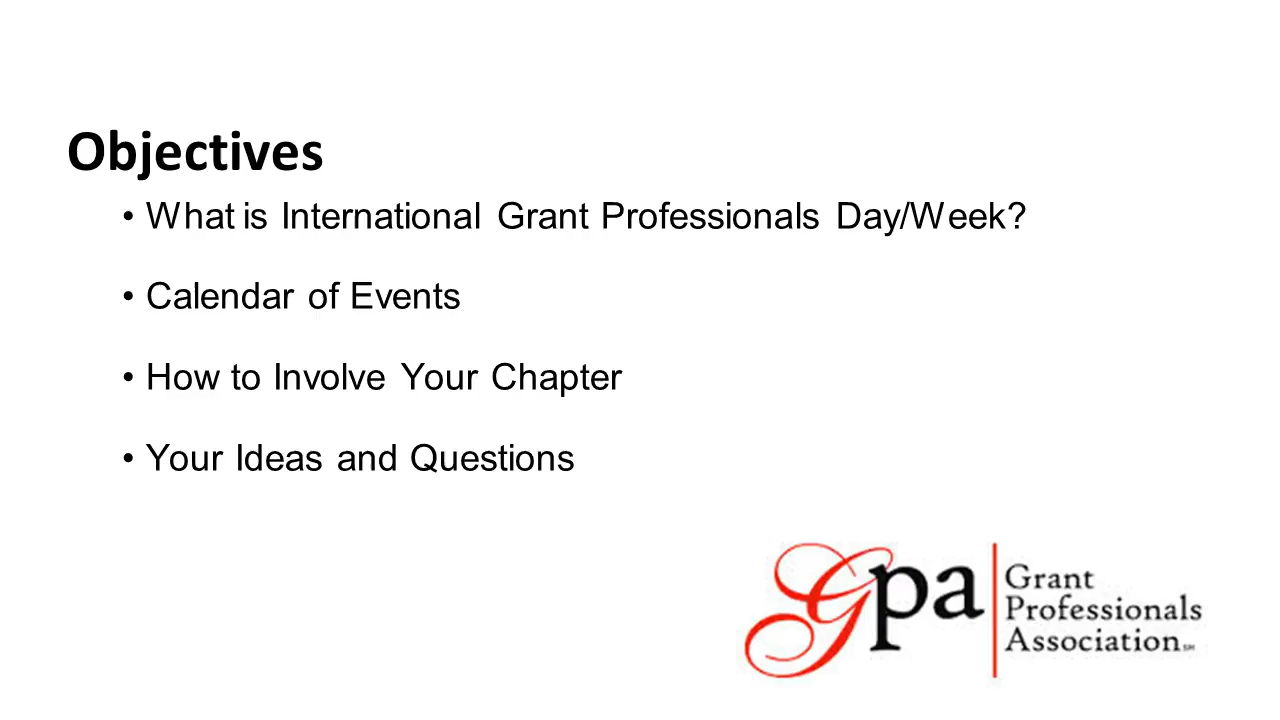 Objectives
• What is International Grant Professionals Day/Week?
• Calendar of Events
• How to Involve Your Chapter
• Your Ideas and Questions
Gpa
Grant
Professionals
Association℠